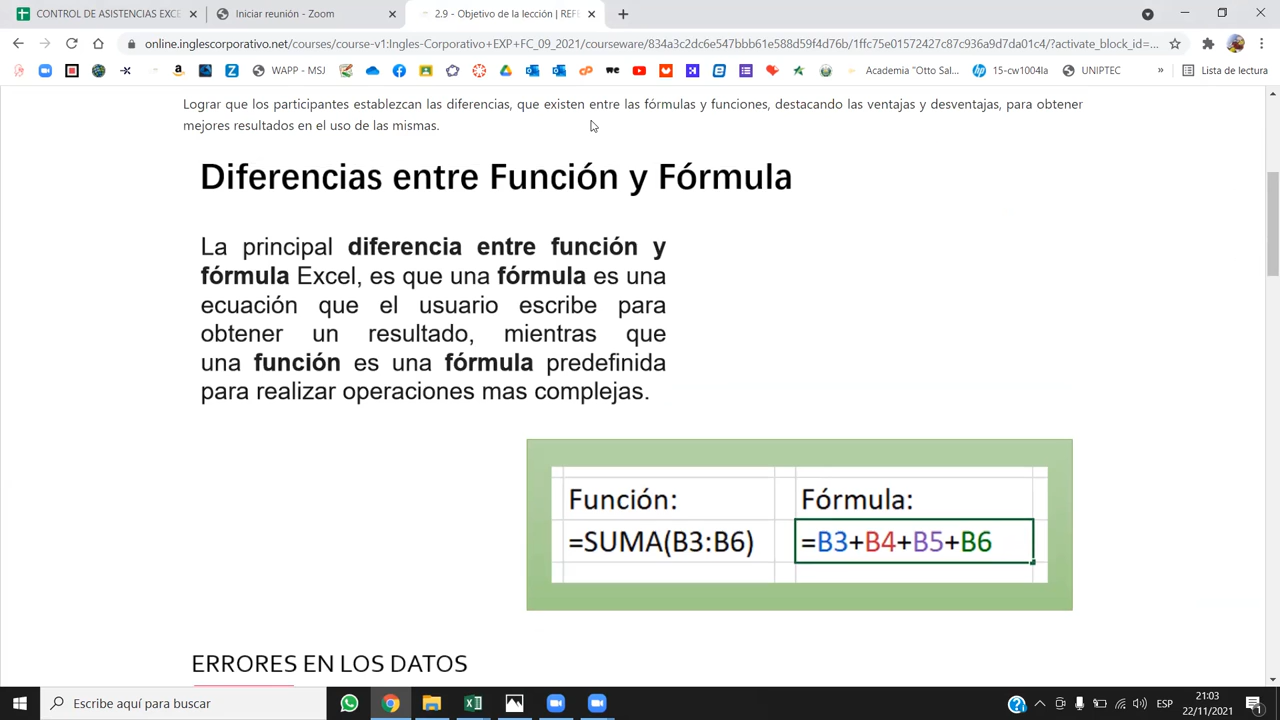 CONTROL DE ASISTENCIAS EXCE
Iniciar reunión - Zoom
2.9 - Objetivo de la lección | REFU
online.inglescorporativo.net/courses/course-v1:Ingles-Corporativo+EXP+FC_09_2021/courseware/834a3c2dc6e547bbb61e588d59f4d76b/1ffc75e01572427c87c936a9d7da01c4/?activate_block_id=...
WAPP - MSJ
Academia "Otto Sal...
15-cw1004la
UNIPTEC
»
Lista de lectura
Lograr que los participantes establezcan las diferencias, que existen entre las fórmulas y funciones, destacando las ventajas y desventajas, para obtener
mejores resultados en el uso de las mismas.
Diferencias entre Función y Fórmula
La principal diferencia entre función y
fórmula Excel, es que una fórmula es una
ecuación que el usuario escribe para
obtener un resultado, mientras que
una función es una fórmula predefinida
para realizar operaciones mas complejas.
Función:
Fórmula:
=SUMA(B3:B6)
=B3+B4+B5+B6
ERRORES EN LOS DATOS
Escribe aquí para buscar
ESP
21:03
22/11/2021